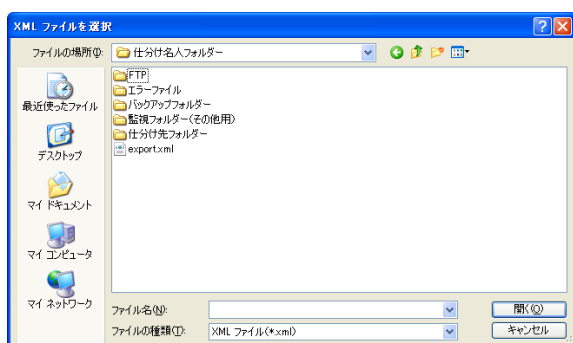 XML ファイルを選択
ファイルの場所(I):
仕分け名人フォルダー
FTP
エラーファイル
バックアップフォルダー
監視フォルダー(その他用)
仕分け先フォルダー
export.xml
最近使ったファイル
デスクトップ
マイ ドキュメント
マイ コンピュータ
マイ ネットワーク
ファイル名(N):
開く(O)
ファイルの種類(T):
XML ファイル(*.xml)
キャンセル